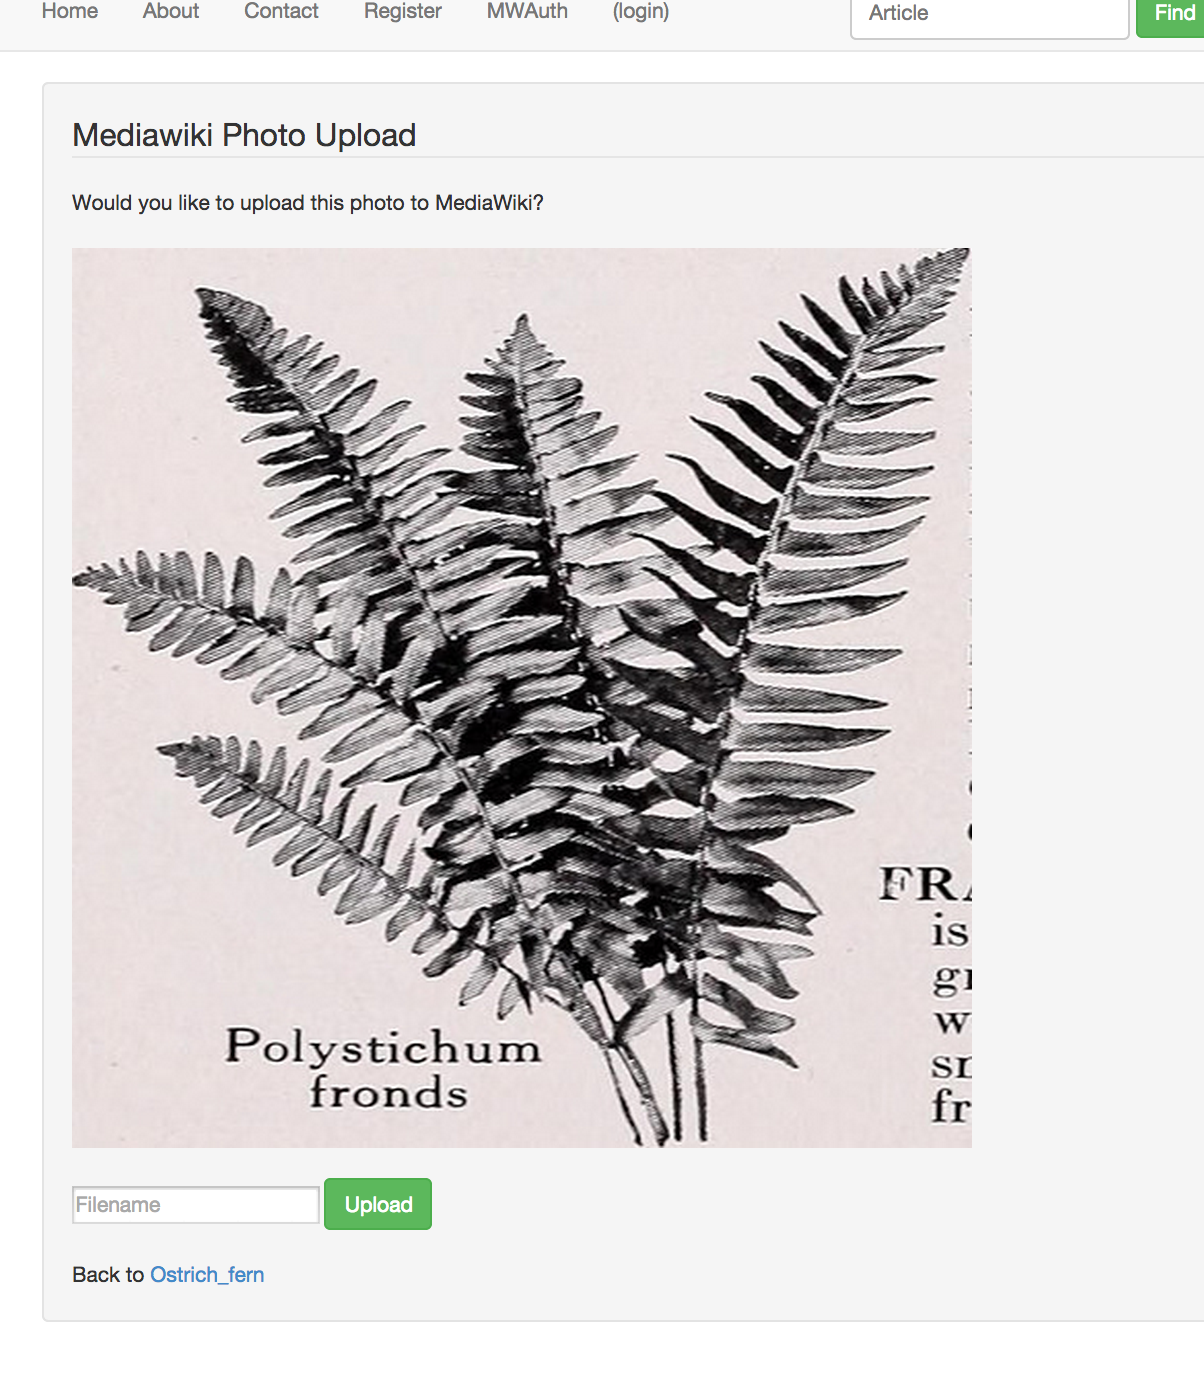 Home About Contact Register MWAuth (login) Article Find
Mediawiki Photo Upload
Would you like to upload this photo to MediaWiki?
FRA
is
gr
w
fr
Polystichum
fronds
Filename Upload
Back to Ostrich_fern